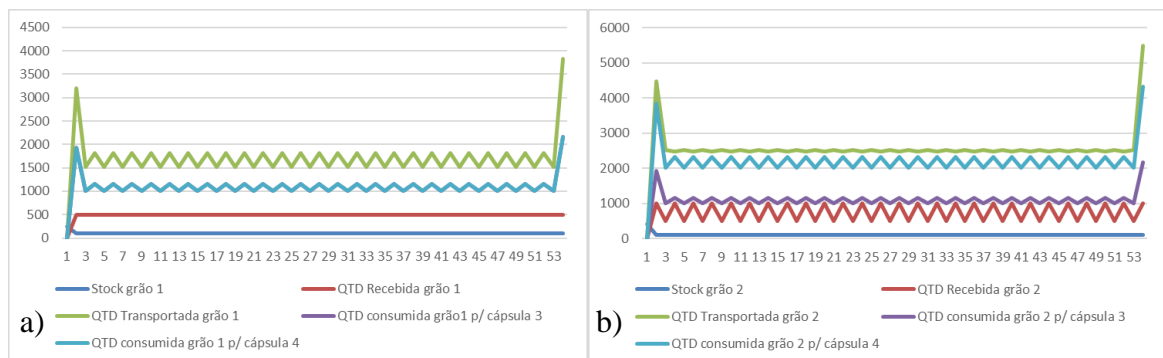 4500
4000
3500
3000
2500
2000
1500
1000
500
0
1 3 5 7 9 11 13 15 17 19 21 23 25 27 29 31 33 35 37 39 41 43 45 47 49 51 53
Stock grão 1 QTD Recebida grão 1
QTD Transportada grão 1 QTD consumida grão1 p/ cápsula 3
QTD consumida grão 1 p/ cápsula 4
a)
6000
5000
4000
3000
2000
1000
0
1 3 5 7 9 11 13 15 17 19 21 23 25 27 29 31 33 35 37 39 41 43 45 47 49 51 53
Stock grão 2 QTD Recebida grão 2
QTD Transportada grão 2 QTD consumida grão 2 p/ cápsula 3
QTD consumida grão 2 p/ cápsula 4
b)